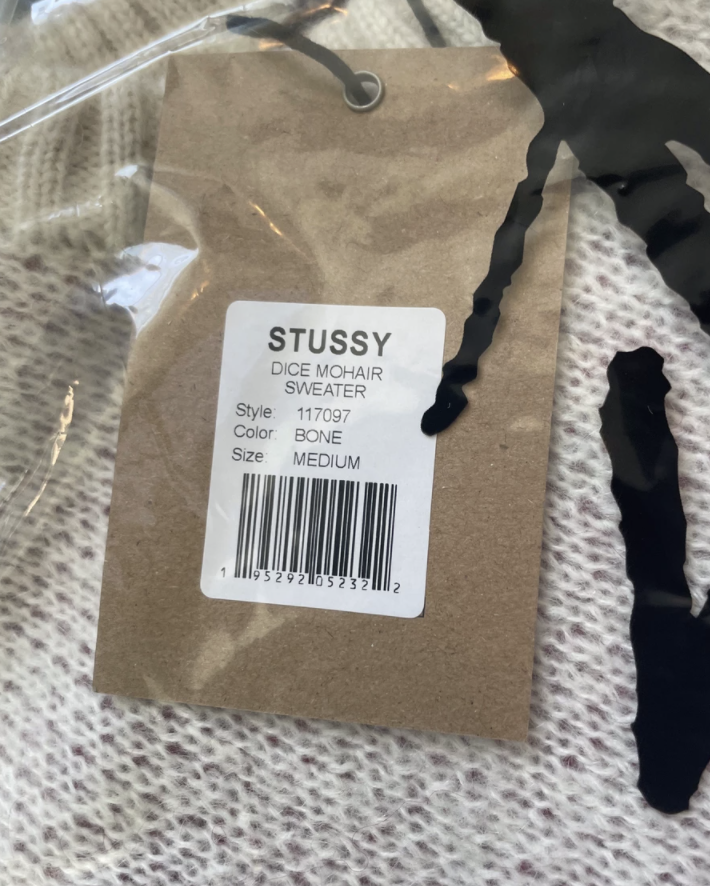 STUSSY
DICE MOHAIR
SWEATER
Style: 117097
Color: BONE
Size: MEDIUM
1 95292 05232 2